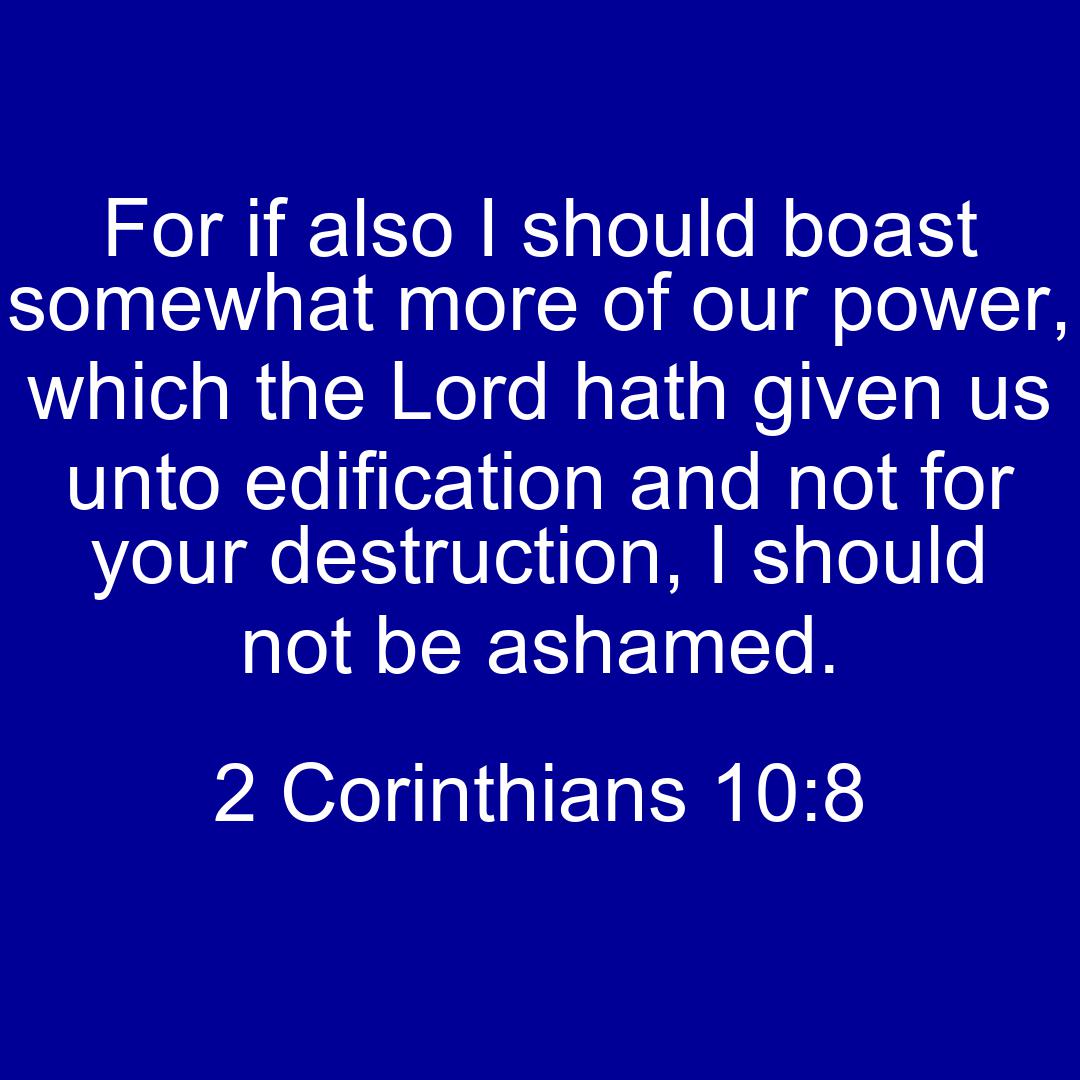 For if also I should boast
somewhat more of our power,
which the Lord hath given us
unto edification and not for
your destruction, I should
not be ashamed.
2 Corinthians 10:8